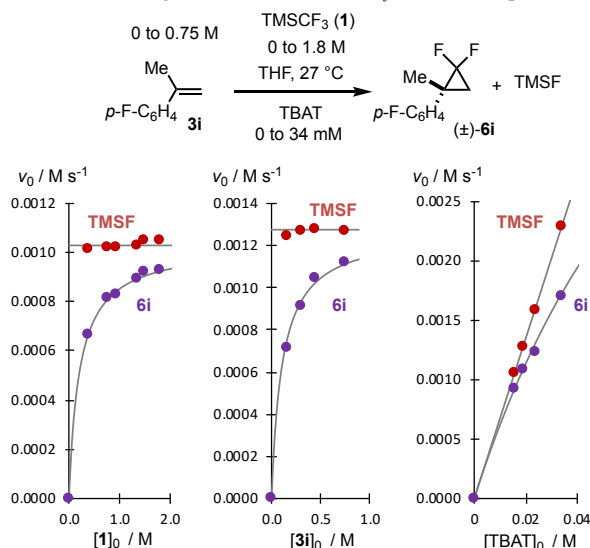 0 to 0.75 M
TMSCF₃ (1)
0 to 1.8 M
THF, 27 °C
TBAT
0 to 34 mM
Me
p-F-C₆H₄
3i
F F
Me
p-F-C₆H₄
(±)-6i
+ TMSF
v₀ / M s⁻¹
0.0012
0.0010
0.0008
0.0006
0.0004
0.0002
0.0000
TMSF
6i
0.0 1.0 2.0
[1]₀ / M
v₀ / M s⁻¹
0.0014
0.0012
0.0010
0.0008
0.0006
0.0004
0.0002
0.0000
TMSF
6i
0.0 0.5 1.0
[3i]₀ / M
v₀ / M s⁻¹
0.0025
0.0020
0.0015
0.0010
0.0005
0.0000
TMSF
6i
0 0.02 0.04
[TBAT]₀ / M